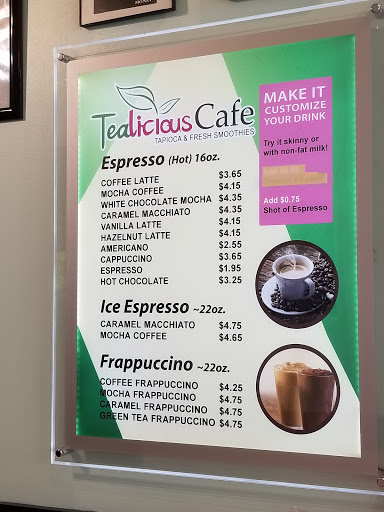 Tealicious Cafe
TAPIOCA & FRESH SMOOTHIES
Espresso (Hot) 16oz.
COFFEE LATTE $3.65
MOCHA COFFEE $4.15
WHITE CHOCOLATE MOCHA $4.35
CARAMEL MACCHIATO $4.35
VANILLA LATTE $4.15
HAZELNUT LATTE $4.15
AMERICANO $2.55
CAPPUCCINO $3.65
ESPRESSO $1.95
HOT CHOCOLATE $3.25
Ice Espresso ~22oz.
CARAMEL MACCHIATO $4.75
MOCHA COFFEE $4.65
Frappuccino ~22oz.
COFFEE FRAPPUCCINO $4.25
MOCHA FRAPPUCCINO $4.75
CARAMEL FRAPPUCCINO $4.75
GREEN TEA FRAPPUCCINO $4.75
MAKE IT
CUSTOMIZE
YOUR DRINK
Try it skinny or
with non-fat milk!
Add $0.75
Shot of Espresso